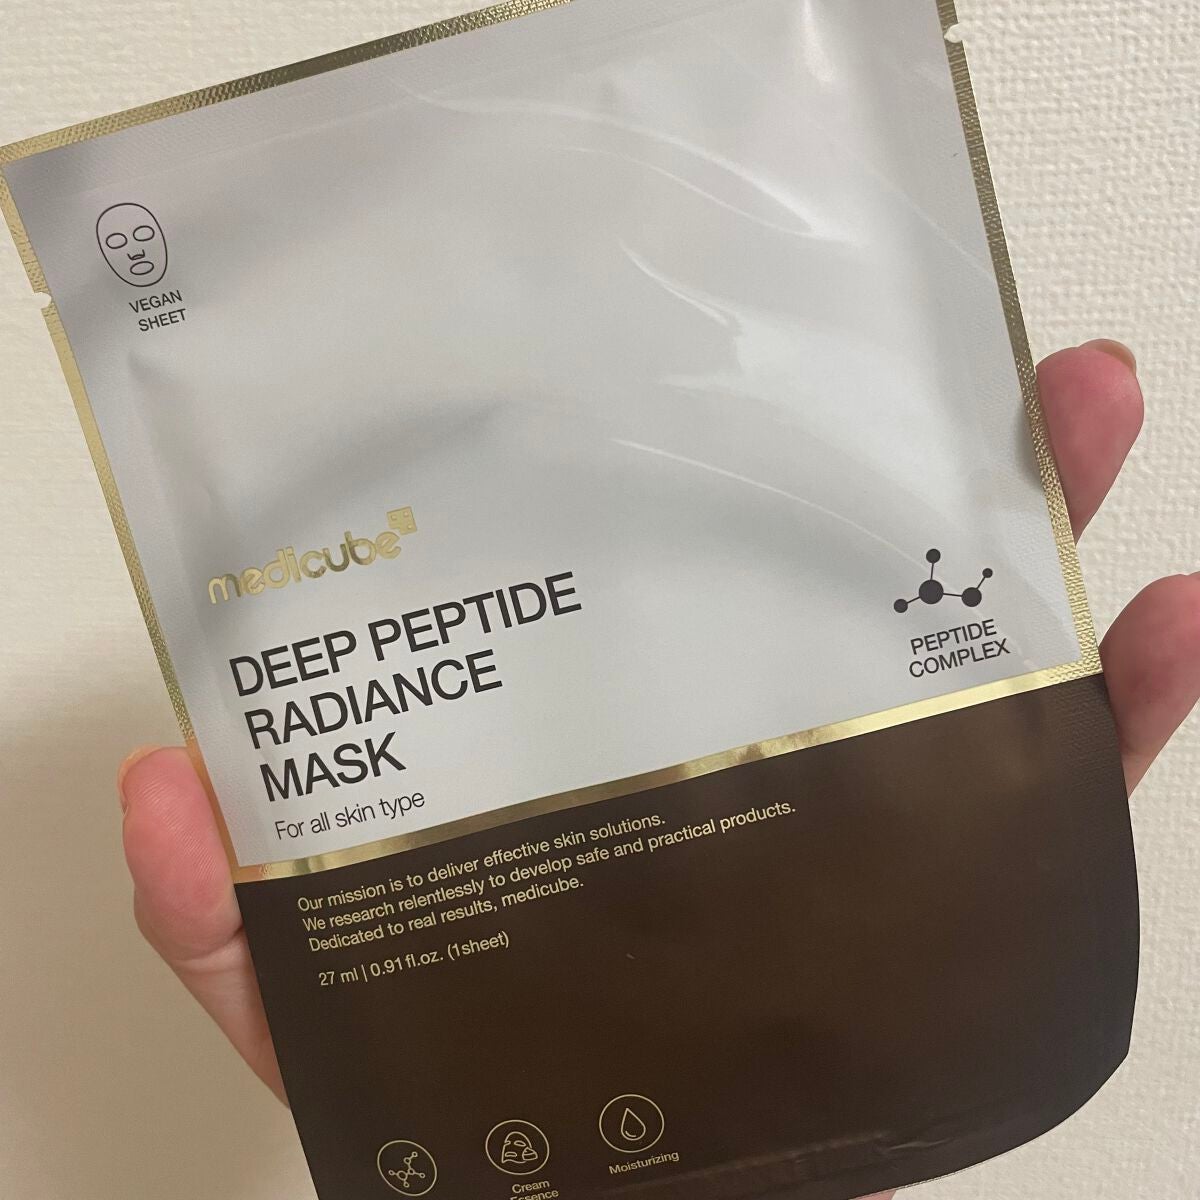 VEGAN
SHEET
medicube
DEEP PEPTIDE
RADIANCE
MASK
For all skin type
PEPTIDE
COMPLEX
Our mission is to deliver effective skin solutions.
We research relentlessly to develop safe and practical products.
Dedicated to real results, medicube.
27 ml | 0.91 fl.oz. (1sheet)
Cream
Essence
Moisturizing